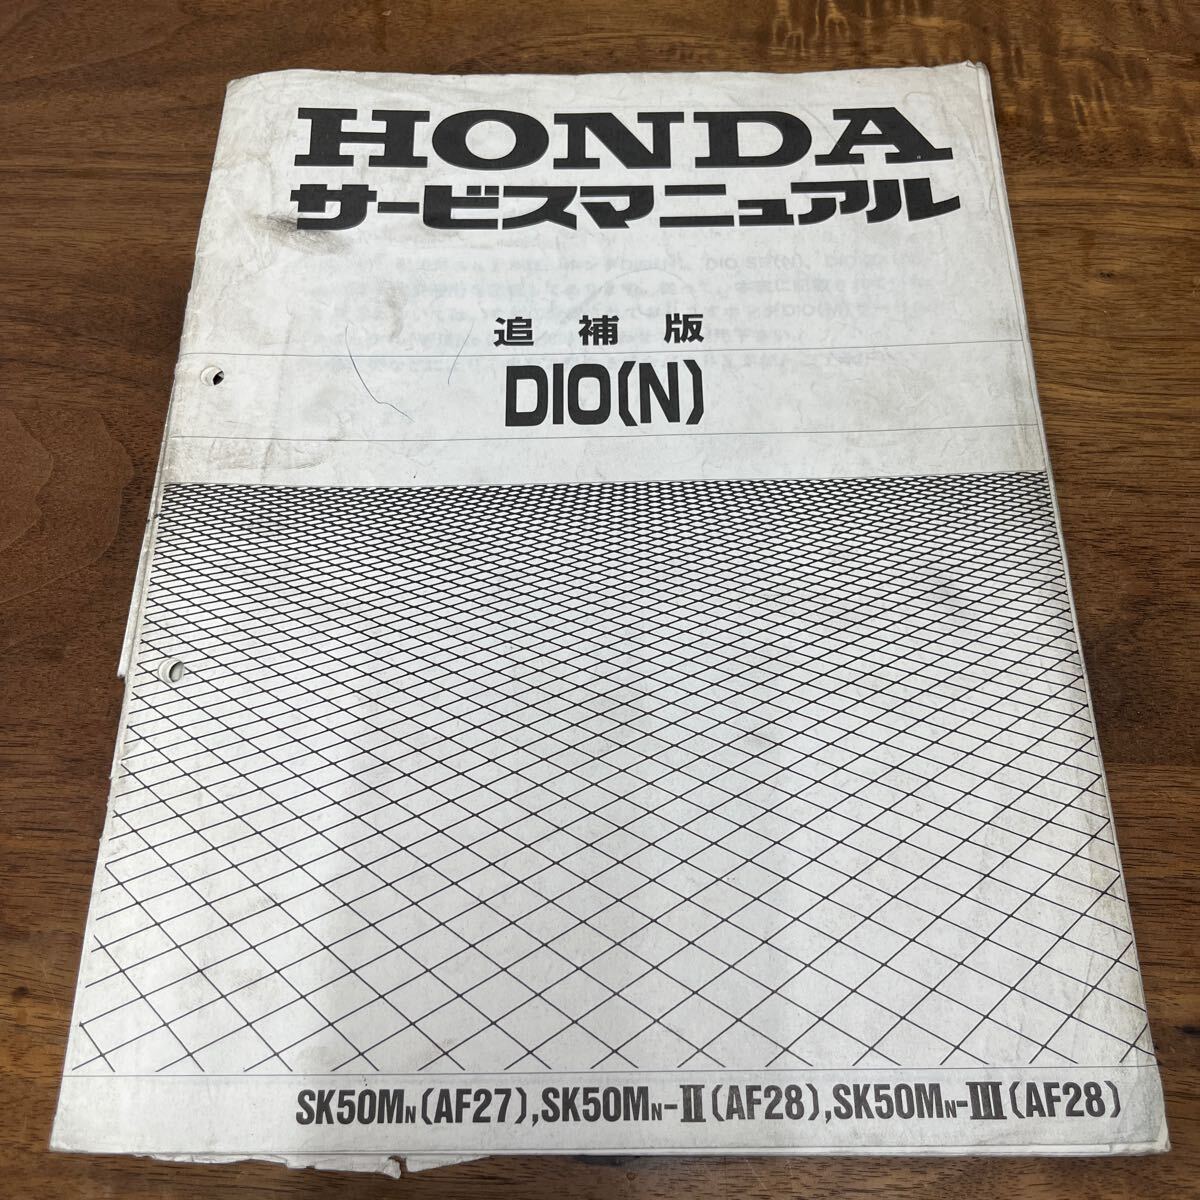 HONDA
サービスマニュアル
追補版
DIO(N)
SK50MN(AF27),SK50MN-II(AF28),SK50MN-III(AF28)